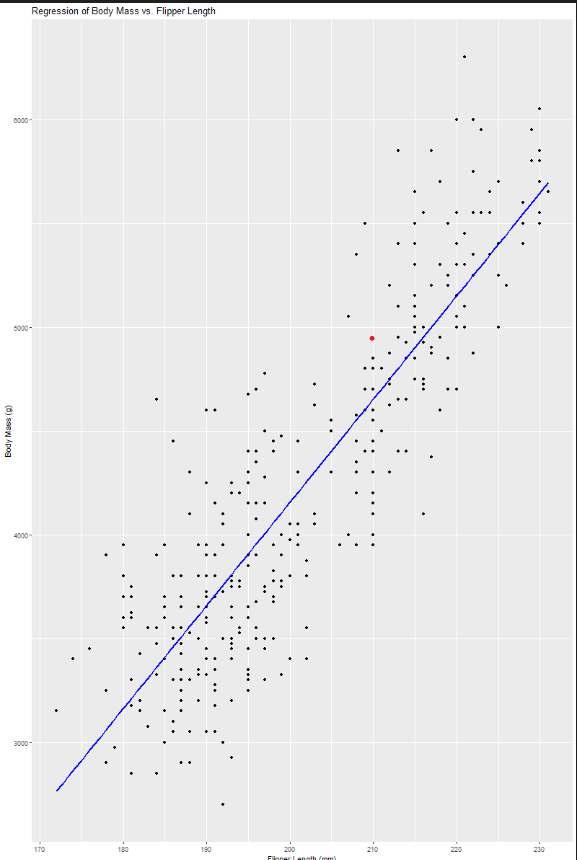 Regression of Body Mass vs. Flipper Length
Body Mass (g)
6000
5000
4000
3000
170 180 190 200 210 220 230
Flipper Length (mm)